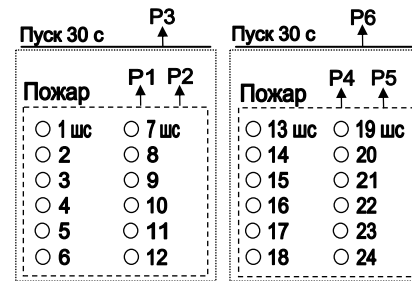 P3
Пуск 30 с
P1 P2
Пожар
1 шс 7 шс
2 8
3 9
4 10
5 11
6 12
P6
Пуск 30 с
P4 P5
Пожар
13 шс 19 шс
14 20
15 21
16 22
17 23
18 24